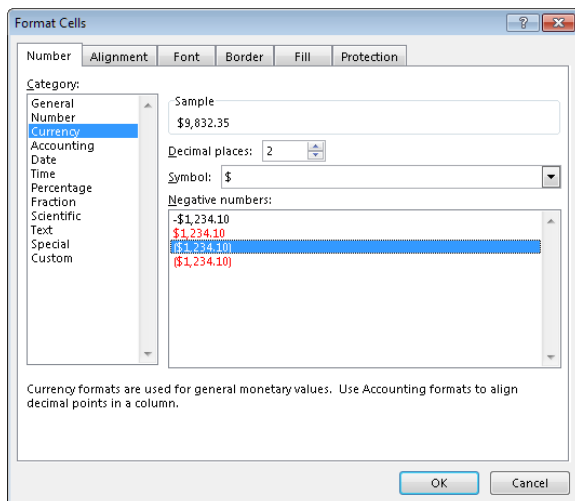 Format Cells
Number Alignment Font Border Fill Protection
Category:
General
Number
Currency
Accounting
Date
Time
Percentage
Fraction
Scientific
Text
Special
Custom
Sample
$9,832.35
Decimal places: 2
Symbol: $
Negative numbers:
-$1,234.10
$1,234.10
($1,234.10)
($1,234.10)
Currency formats are used for general monetary values. Use Accounting formats to align
decimal points in a column.
OK Cancel